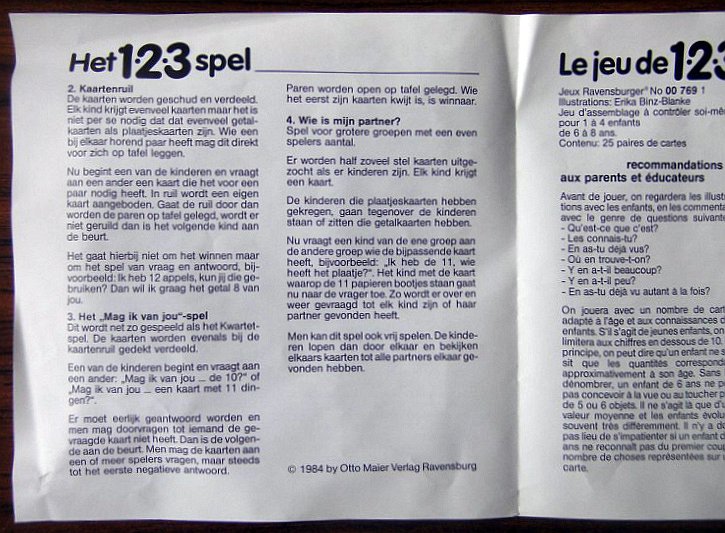 Het 1·2·3 spel
2. Kaartenruil
De kaarten worden geschud en verdeeld.
Elk kind krijgt evenveel kaarten maar het is
niet per se nodig dat dat evenveel getal-
kaarten als plaatjeskaarten zijn. Wie een
bij elkaar horend paar heeft mag dit direkt
voor zich op tafel leggen.
Nu begint een van de kinderen en vraagt
aan een ander een kaart die het voor een
paar nodig heeft. In ruil wordt een eigen
kaart aangeboden. Gaat de ruil door dan
worden de paren op tafel gelegd, wordt er
niet geruild dan is het volgende kind aan
de beurt.
Het gaat hierbij niet om het winnen maar
om het spel van vraag en antwoord, bij-
voorbeeld: Ik heb 12 appels, kun jij die ge-
bruiken? Dan wil ik graag het getal 8 van
jou.
3. Het „Mag ik van jou"-spel
Dit wordt net zo gespeeld als het Kwartet-
spel. De kaarten worden evenals bij de
kaartenruil gedekt verdeeld.
Een van de kinderen begint en vraagt aan
een ander: „Mag ik van jou ... de 10?" of
„Mag ik van jou ... een kaart met 11 din-
gen?".
Er moet eerlijk geantwoord worden en
men mag doorvragen tot iemand de ge-
vraagde kaart niet heeft. Dan is de volgen-
de aan de beurt. Men mag de kaarten aan
een of meer spelers vragen, maar steeds
tot het eerste negatieve antwoord.
Paren worden open op tafel gelegd. Wie
het eerst zijn kaarten kwijt is, is winnaar.
4. Wie is mijn partner?
Spel voor grotere groepen met een even
spelers aantal.
Er worden half zoveel stel kaarten uitge-
zocht als er kinderen zijn. Elk kind krijgt
een kaart.
De kinderen die plaatjeskaarten hebben
gekregen, gaan tegenover de kinderen
staan of zitten die getalkaarten hebben.
Nu vraagt een kind van de ene groep aan
de andere groep wie de bijpassende kaart
heeft, bijvoorbeeld: „Ik heb de 11, wie
heeft het plaatje?". Het kind met de kaart
waarop de 11 papieren bootjes staan gaat
nu naar de vrager toe. Zo wordt er over en
weer gevraagd tot elk kind zijn of haar
partner gevonden heeft.
Men kan dit spel ook vrij spelen. De kinde-
ren lopen dan door elkaar en bekijken
elkaars kaarten tot alle partners elkaar ge-
vonden hebben.
© 1984 by Otto Maier Verlag Ravensburg
Le jeu de 1·2·3
Jeux Ravensburger® No 00 769 1
Illustrations: Erika Binz-Blanke
Jeu d'assemblage à contrôler soi-mê
pour 1 à 4 enfants
de 6 à 8 ans.
Contenu: 25 paires de cartes
recommandations
aux parents et éducateurs
Avant de jouer, on regardera les illust
tions avec les enfants, en les commenta
avec le genre de questions suivante
- Qu'est-ce que c'est?
- Les connais-tu?
- En as-tu déjà vus?
- Où en trouve-t-on?
- Y en a-t-il beaucoup?
- Y en a-t-il peu?
- En as-tu déjà vu autant à la fois?
On jouera avec un nombre de cart
adapté à l'âge et aux connaissances d
enfants. S'il s'agit de jeunes enfants, on
limitera aux chiffres en dessous de 10.
principe, on peut dire qu'un enfant ne s
sit que les quantités correspond
approximativement à son âge. Sans
dénombrer, un enfant de 6 ans ne p
pas concevoir à la vue ou au toucher p
de 5 ou 6 objets. Il ne s'agit là que d'u
valeur moyenne et les enfants évolu
souvent très différemment. Il n'y a do
pas lieu de s'impatienter si un enfant d
ans ne reconnaît pas du premier coup
nombre de choses représentées sur u
carte.